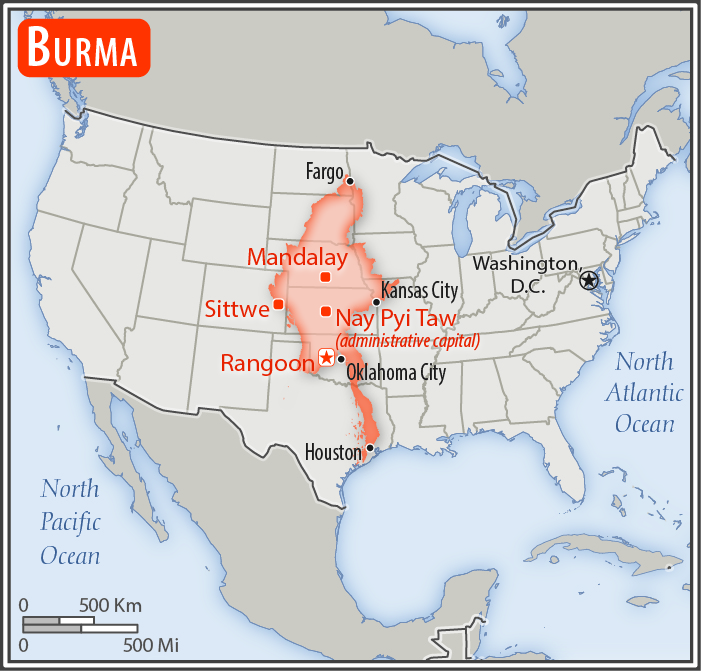 BURMA
Fargo
Mandalay
Washington,
D.C.
Kansas City
Sittwe
Nay Pyi Taw
(administrative capital)
Rangoon
Oklahoma City
North
Atlantic
Ocean
Houston
North
Pacific
Ocean
0 500 Km
0 500 Mi